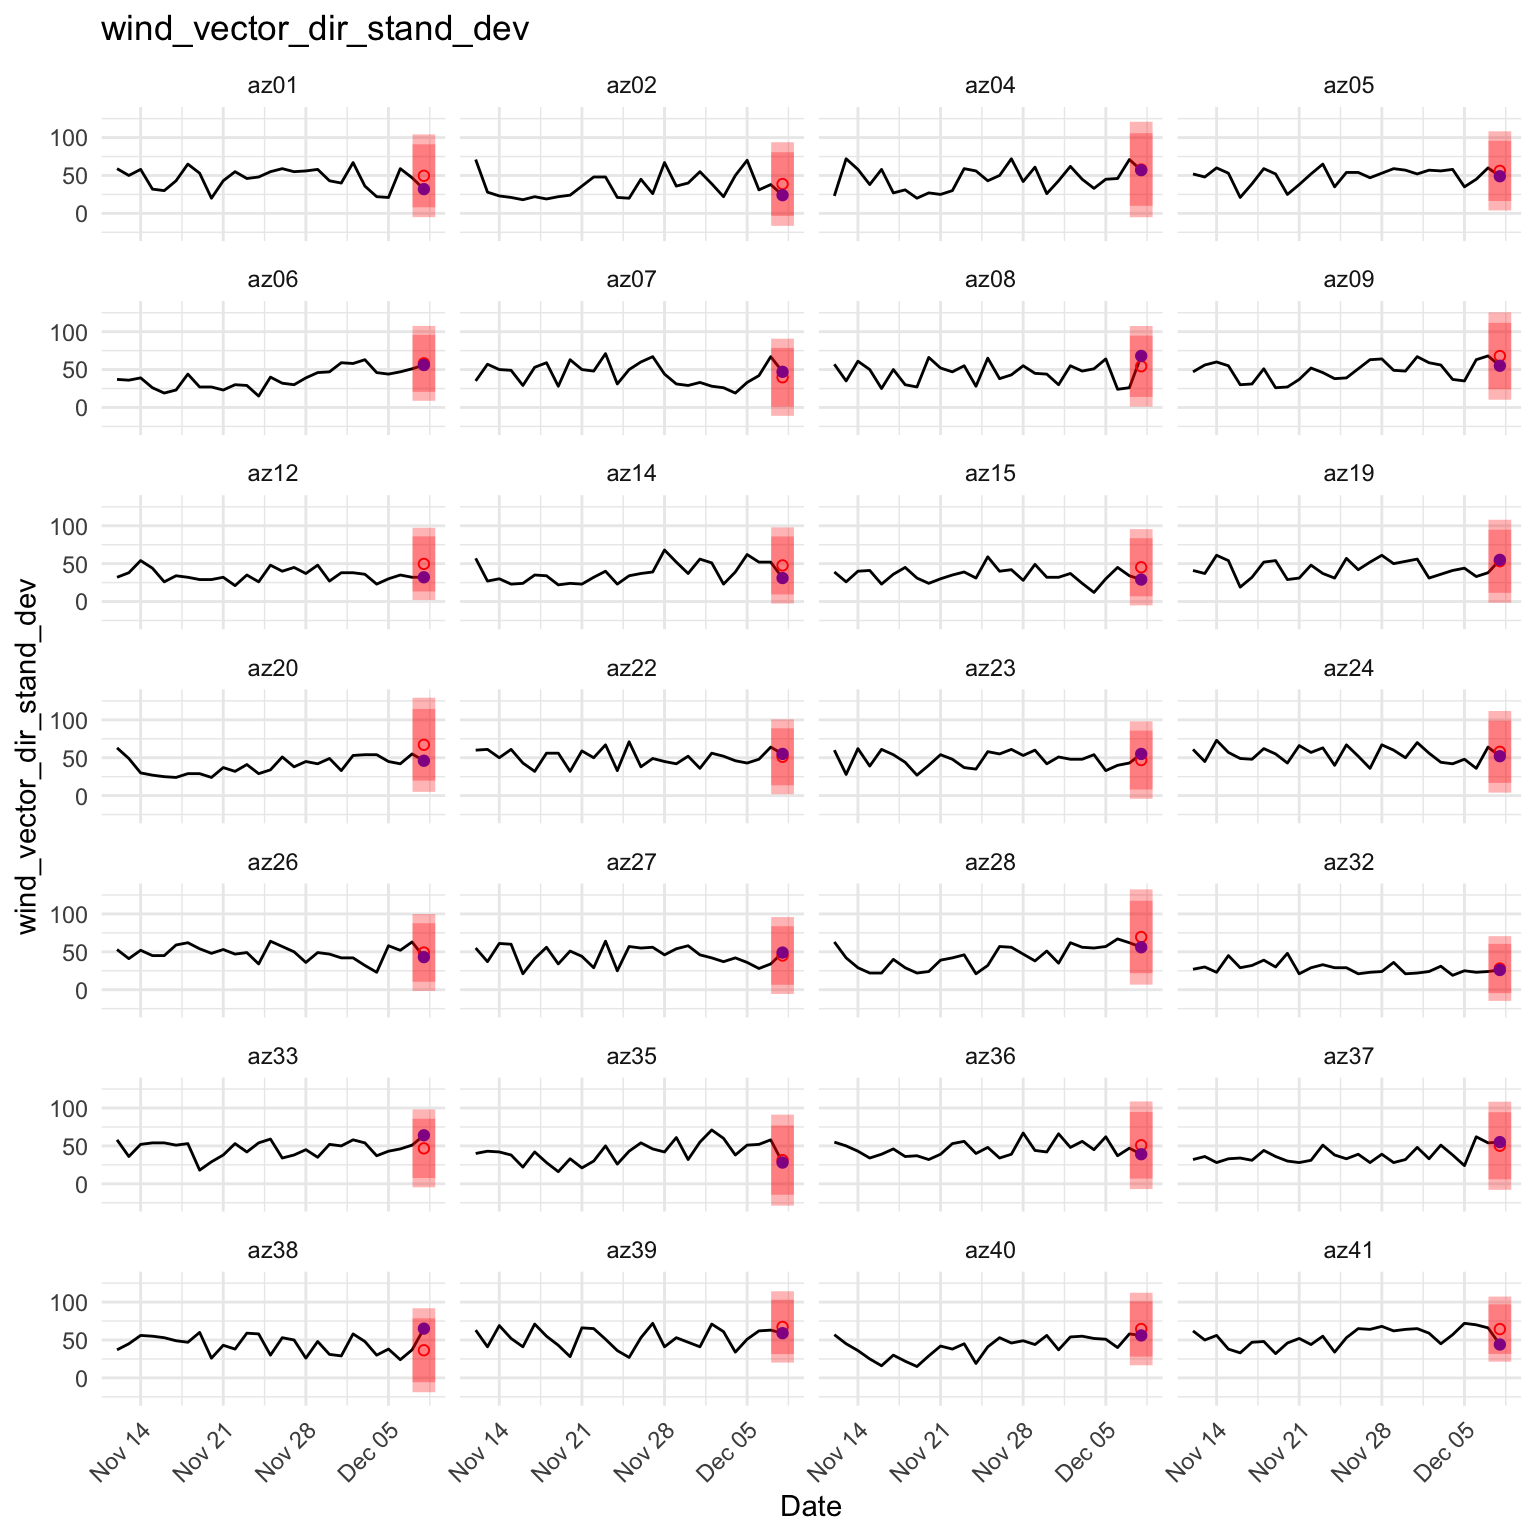 wind_vector_dir_stand_dev
az01 az02 az04 az05
100
50
0
az06 az07 az08 az09
100
50
0
az12 az14 az15 az19
100
50
0
az20 az22 az23 az24
100
50
0
az26 az27 az28 az32
100
50
0
az33 az35 az36 az37
100
50
0
az38 az39 az40 az41
100
50
0
wind_vector_dir_stand_dev
Nov 14 Nov 21 Nov 28 Dec 05 Nov 14 Nov 21 Nov 28 Dec 05 Nov 14 Nov 21 Nov 28 Dec 05 Nov 14 Nov 21 Nov 28 Dec 05
Date